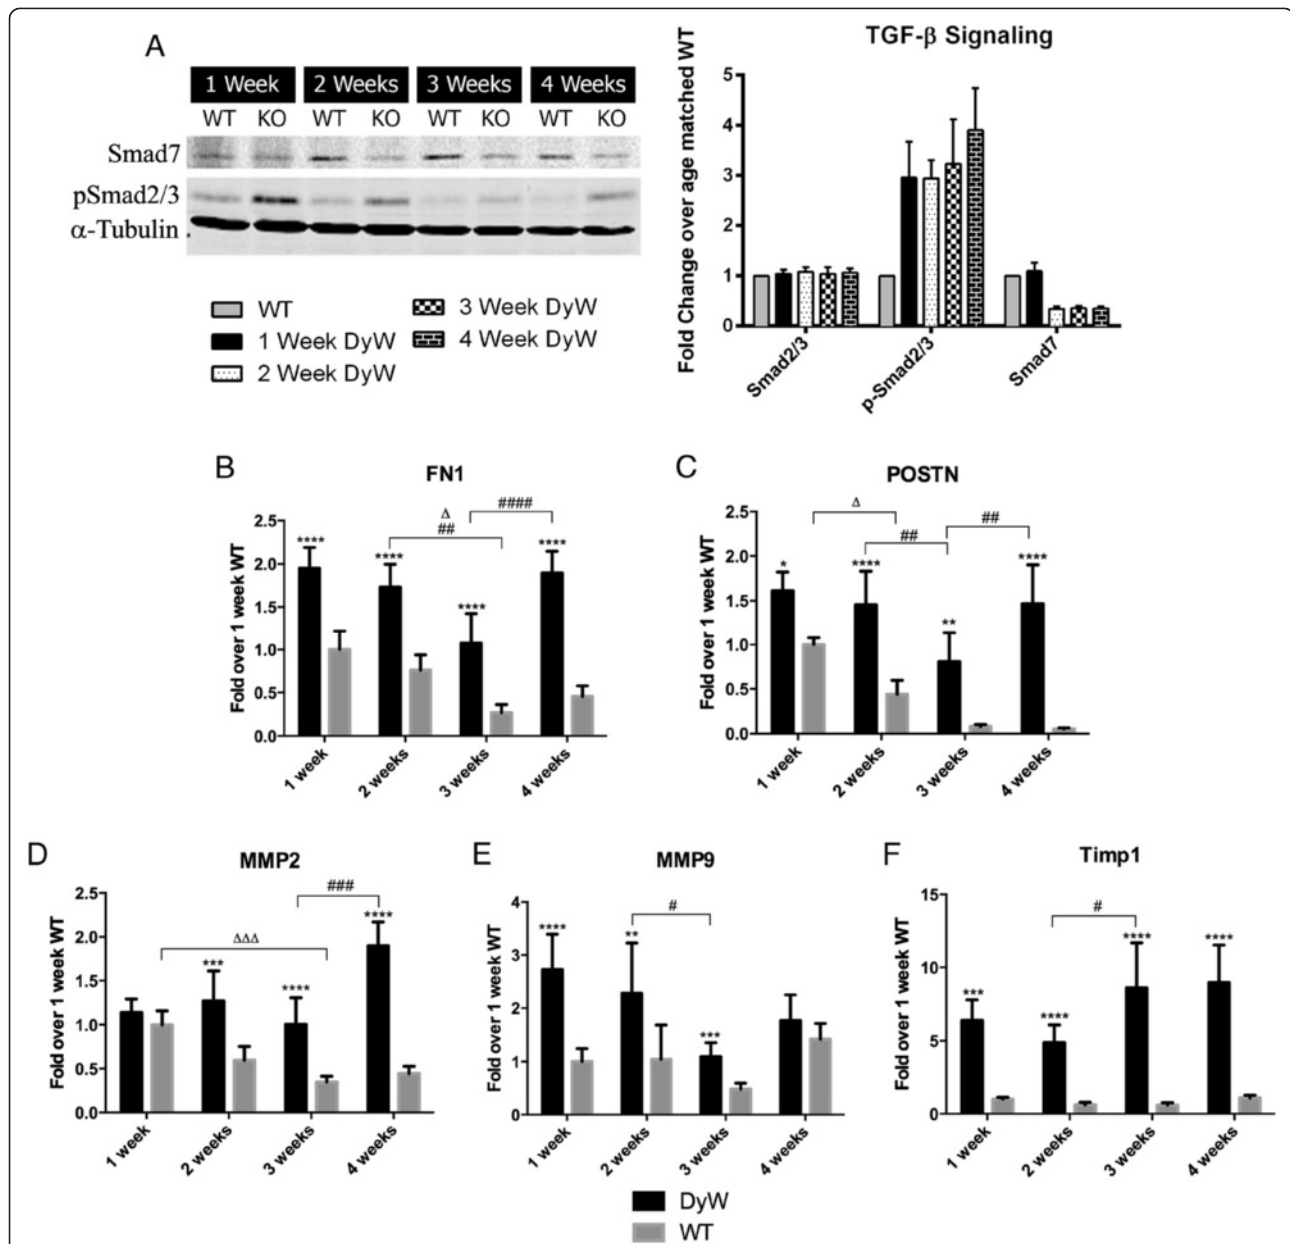 A
1 Week 2 Weeks 3 Weeks 4 Weeks
WT KO WT KO WT KO WT KO
Smad7
pSmad2/3
α-Tubulin
WT
1 Week DyW
2 Week DyW
3 Week DyW
4 Week DyW
TGF-β Signaling
Fold Change over age matched WT
5
4
3
2
1
0
Smad2/3
p-Smad2/3
Smad7
B
FN1
Fold over 1 week WT
2.5
2.0
1.5
1.0
0.5
0.0
**** **** **** ****
Δ
##
####
1 week
2 weeks
3 weeks
4 weeks
C
POSTN
Fold over 1 week WT
2.5
2.0
1.5
1.0
0.5
0.0
* **** ** ****
Δ
##
##
1 week
2 weeks
3 weeks
4 weeks
D
MMP2
Fold over 1 week WT
2.5
2.0
1.5
1.0
0.5
0.0
*** **** ****
ΔΔΔ
###
1 week
2 weeks
3 weeks
4 weeks
E
MMP9
Fold over 1 week WT
4
3
2
1
0
**** ** ***
#
1 week
2 weeks
3 weeks
4 weeks
F
Timp1
Fold over 1 week WT
15
10
5
0
*** **** **** ****
#
1 week
2 weeks
3 weeks
4 weeks
DyW
WT